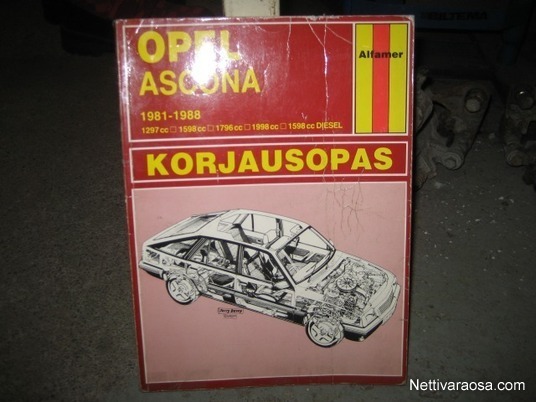 OPEL
ASCONA
Alfamer
1981-1988
1297 cc □ 1598 cc □ 1796 cc □ 1998 cc □ 1598 cc DIESEL
KORJAUSOPAS
Nettivaraosa.com